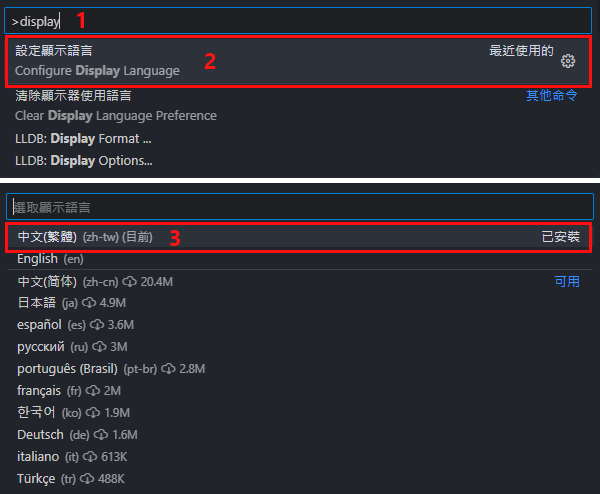 >display 1
設定顯示語言 最近使用的
Configure Display Language 2
清除顯示器使用語言 其他命令
Clear Display Language Preference
LLDB: Display Format ...
LLDB: Display Options...
選取顯示語言
中文(繁體) (zh-tw) (目前) 3 已安裝
English (en)
中文(简体) (zh-cn) 20.4M 可用
日本語 (ja) 4.9M
español (es) 3.6M
русский (ru) 3M
português (Brasil) (pt-br) 2.8M
français (fr) 2M
한국어 (ko) 1.9M
Deutsch (de) 1.6M
italiano (it) 613K
Türkçe (tr) 488K